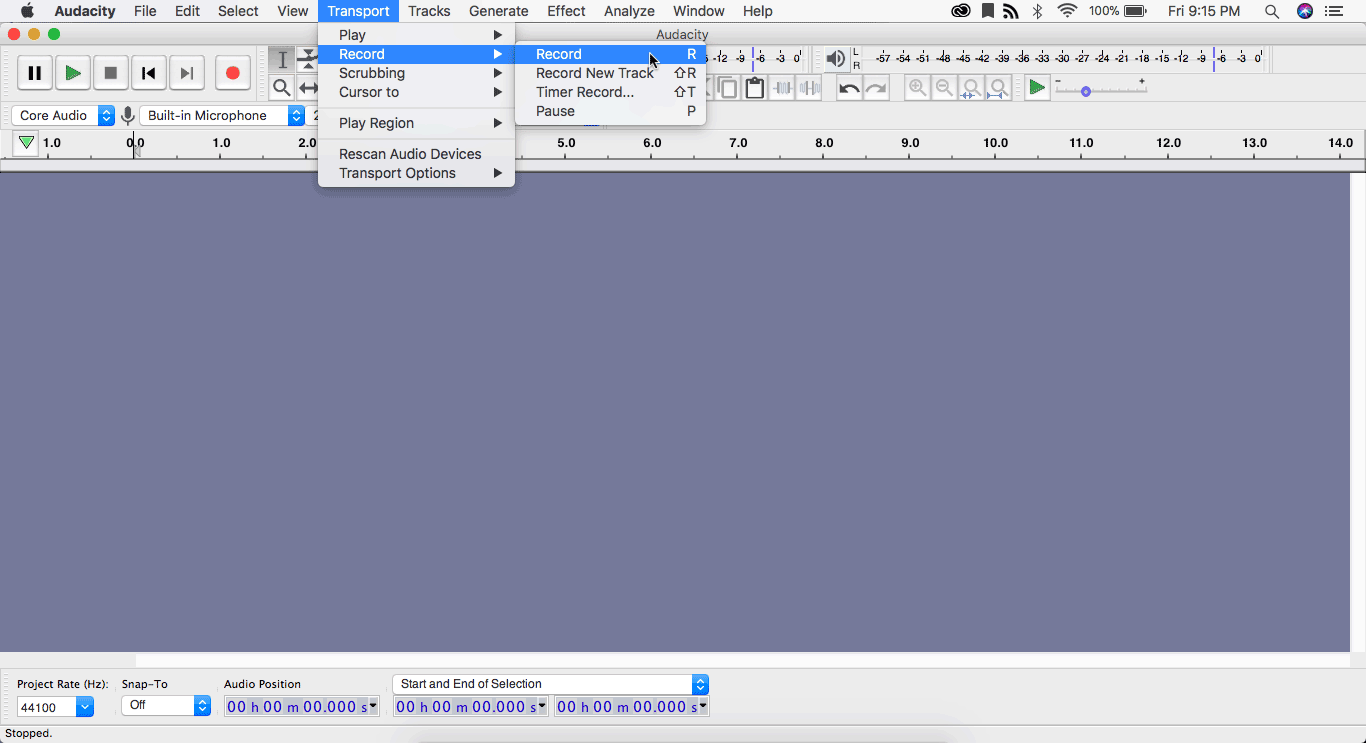 Audacity File Edit Select View Transport Tracks Generate Effect Analyze Window Help 100% Fri 9:15 PM
Audacity
Play
Record
Scrubbing
Cursor to
Play Region
Rescan Audio Devices
Transport Options
Record R
Record New Track ⇧R
Timer Record... ⇧T
Pause P
-12 -9 -6 -3 0
L
R
-57 -54 -51 -48 -45 -42 -39 -36 -33 -30 -27 -24 -21 -18 -15 -12 -9 -6 -3 0
Core Audio Built-in Microphone 2
1.0 0.0 1.0 2.0 5.0 6.0 7.0 8.0 9.0 10.0 11.0 12.0 13.0 14.0
Project Rate (Hz): Snap-To Audio Position Start and End of Selection
44100 Off 00 h 00 m 00.000 s 00 h 00 m 00.000 s 00 h 00 m 00.000 s
Stopped.